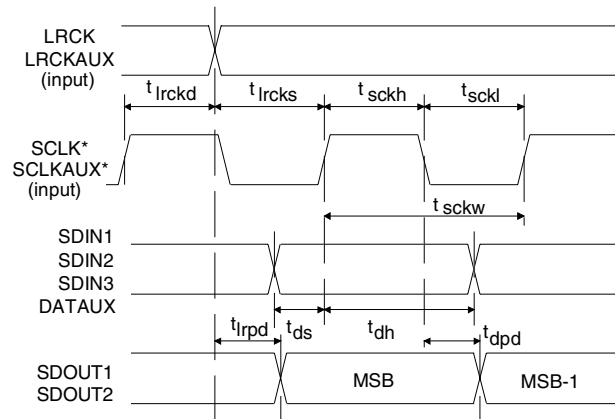 LRCK
LRCKAUX
(input)
t lrckd
t lrcks
t sckh
t sckl
SCLK*
SCLKAUX*
(input)
t sckw
SDIN1
SDIN2
SDIN3
DATAUX
t lrpd
t ds
t dh
t dpd
SDOUT1
SDOUT2
MSB
MSB-1